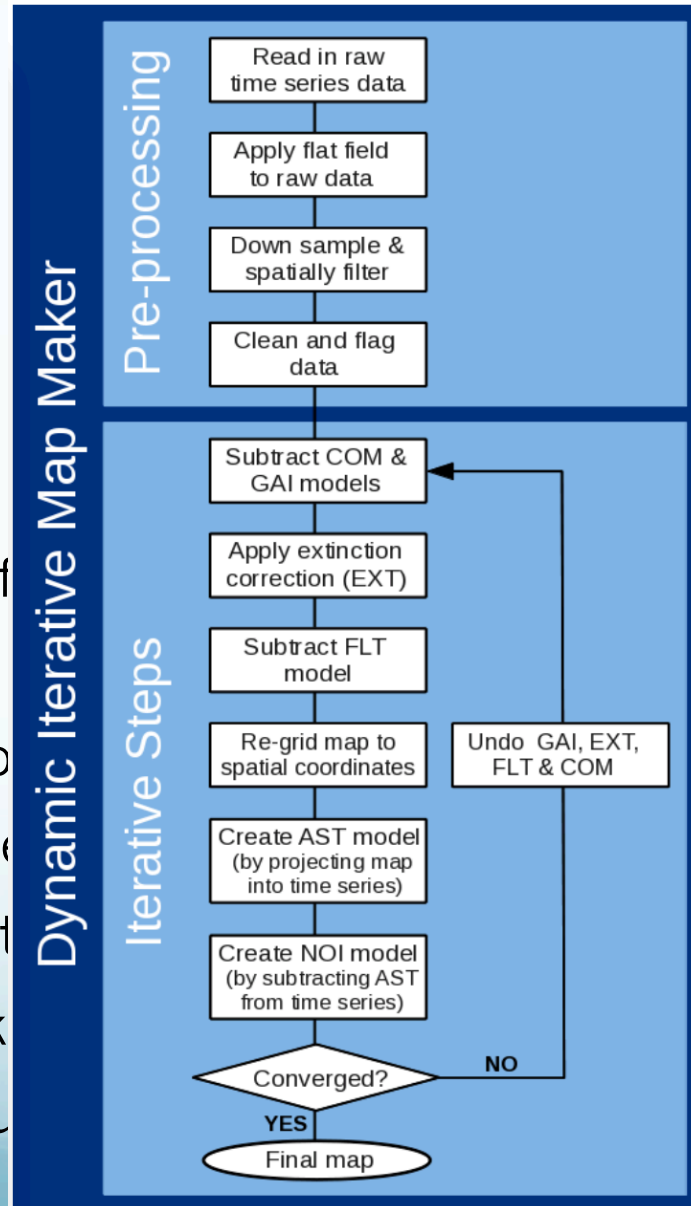 Dynamic Iterative Map Maker
Pre-processing
Read in raw
time series data
Apply flat field
to raw data
Down sample &
spatially filter
Clean and flag
data
Iterative Steps
Subtract COM &
GAI models
Apply extinction
correction (EXT)
Subtract FLT
model
Re-grid map to
spatial coordinates
Undo GAI, EXT,
FLT & COM
Create AST model
(by projecting map
into time series)
Create NOI model
(by subtracting AST
from time series)
Converged?
NO
YES
Final map